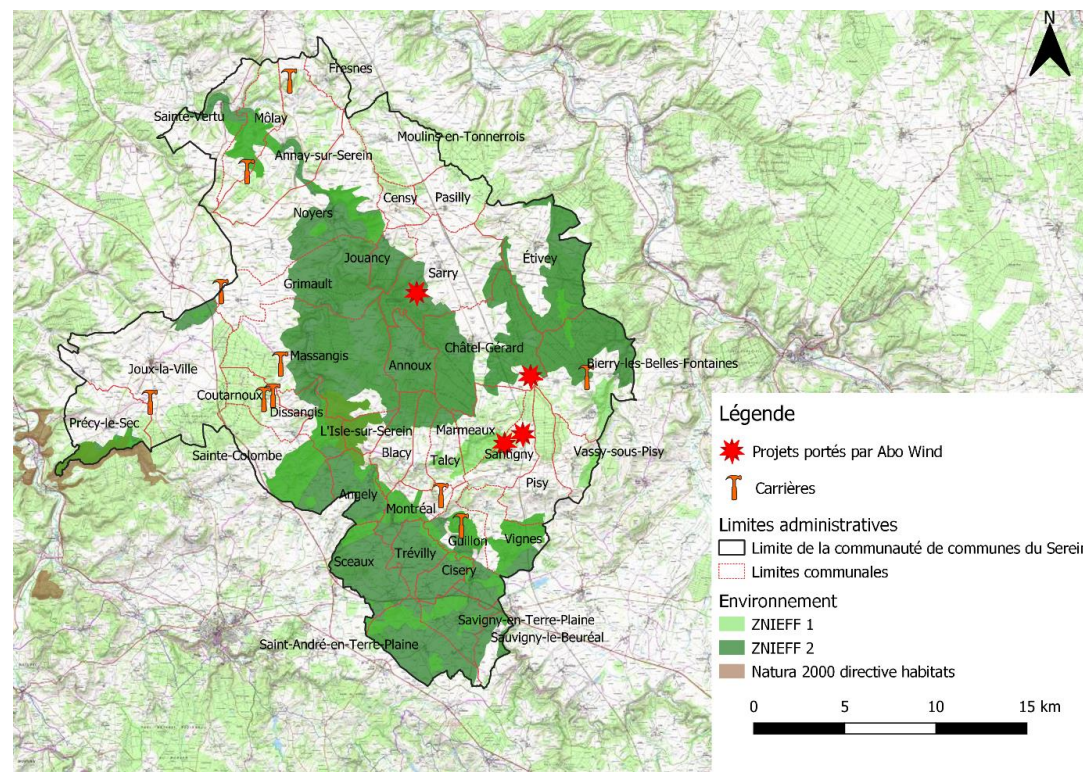 N
Fresnes
Sainte-Vertu
Môlay
Moulins-en-Tonnerrois
Annay-sur-Serein
Censy
Pasilly
Noyers
Étivey
Jouancy
Sarry
Grimault
Châtel-Gérard
Massangis
Annoux
Bierry-les-Belles-Fontaines
Joux-la-Ville
Coutarnoux
Dissangis
Précy-le-Sec
L'Isle-sur-Serein
Marmeaux
Sainte-Colombe
Blacy
Talcy
Santigny
Vassy-sous-Pisy
Pisy
Angely
Montréal
Guillon
Vignes
Sceaux
Trévilly
Cisery
Savigny-en-Terre-Plaine
Sauvigny-le-Beuréal
Saint-André-en-Terre-Plaine
Légende
Projets portés par Abo Wind
Carrières
Limites administratives
Limite de la communauté de communes du Serein
Limites communales
Environnement
ZNIEFF 1
ZNIEFF 2
Natura 2000 directive habitats
0 5 10 15 km